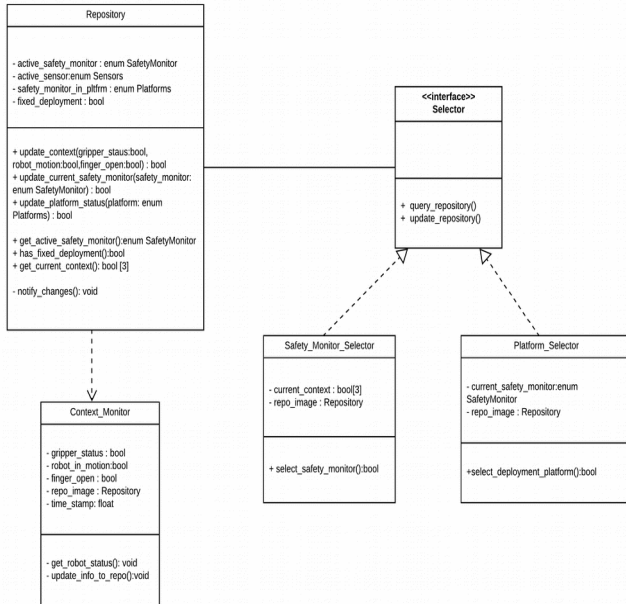 Repository
- active_safety_monitor : enum SafetyMonitor
- active_sensor:enum Sensors
- safety_monitor_in_pltfrm : enum Platforms
- fixed_deployment : bool
+ update_context(gripper_staus:bool,
robot_motion:bool,finger_open:bool) : bool
+ update_current_safety_monitor(safety_monitor:
enum SafetyMonitor) : bool
+ update_platform_status(platform: enum
Platforms) : bool
+ get_active_safety_monitor():enum SafetyMonitor
+ has_fixed_deployment():bool
+ get_current_context(): bool [3]
- notify_changes(): void
<<interface>>
Selector
+ query_repository()
+ update_repository()
Context_Monitor
- gripper_status : bool
- robot_in_motion:bool
- finger_open : bool
- repo_image : Repository
- time_stamp: float
- get_robot_status(): void
- update_info_to_repo():void
Safety_Monitor_Selector
- current_context : bool[3]
- repo_image : Repository
+ select_safety_monitor():bool
Platform_Selector
- current_safety_monitor:enum
SafetyMonitor
- repo_image : Repository
+select_deployment_platform():bool